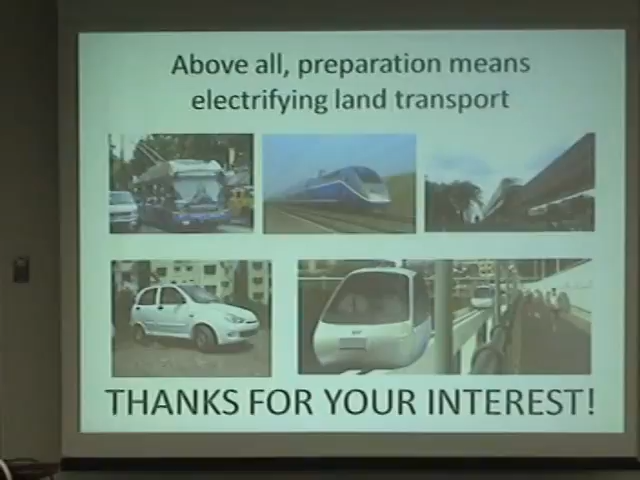 Above all, preparation means
electrifying land transport
THANKS FOR YOUR INTEREST!